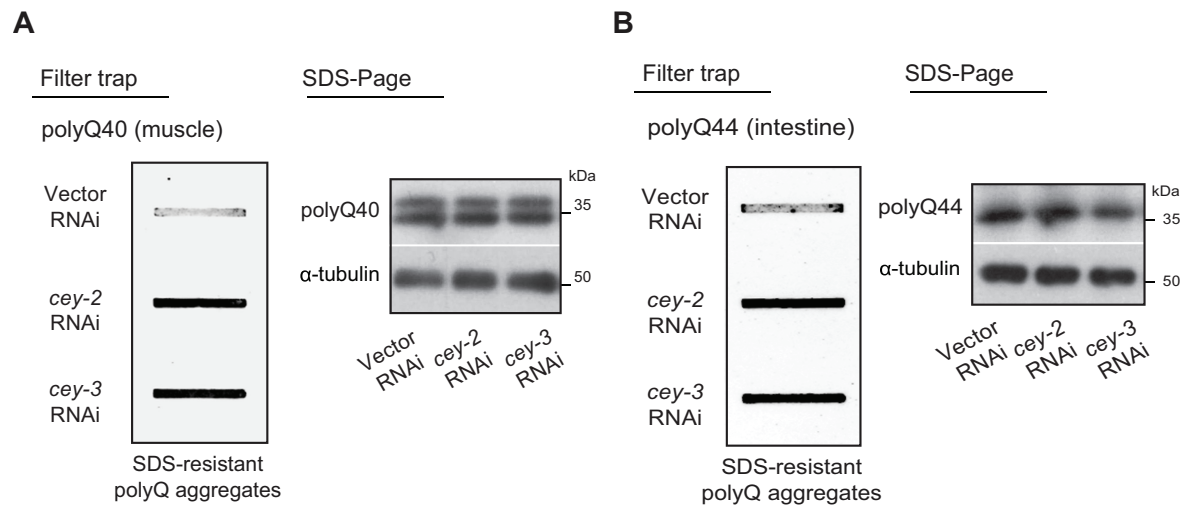 A
Filter trap
SDS-Page
polyQ40 (muscle)
Vector
RNAi
cey-2
RNAi
cey-3
RNAi
SDS-resistant
polyQ aggregates
kDa
polyQ40
35
α-tubulin
50
Vector
RNAi
cey-2
RNAi
cey-3
RNAi
B
Filter trap
SDS-Page
polyQ44 (intestine)
Vector
RNAi
cey-2
RNAi
cey-3
RNAi
SDS-resistant
polyQ aggregates
kDa
polyQ44
35
α-tubulin
50
Vector
RNAi
cey-2
RNAi
cey-3
RNAi